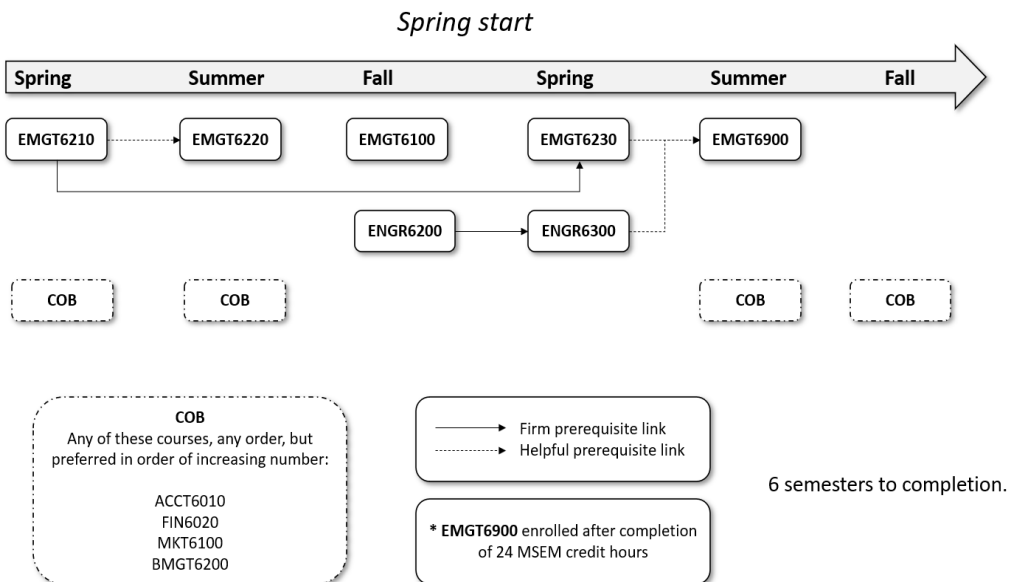 Spring start
Spring Summer Fall Spring Summer Fall
EMGT6210 EMGT6220 EMGT6100 EMGT6230 EMGT6900
ENGR6200 ENGR6300
COB COB COB COB
COB
Any of these courses, any order, but
preferred in order of increasing number:
ACCT6010
FIN6020
MKT6100
BMGT6200
Firm prerequisite link
Helpful prerequisite link
* EMGT6900 enrolled after completion
of 24 MSEM credit hours
6 semesters to completion.